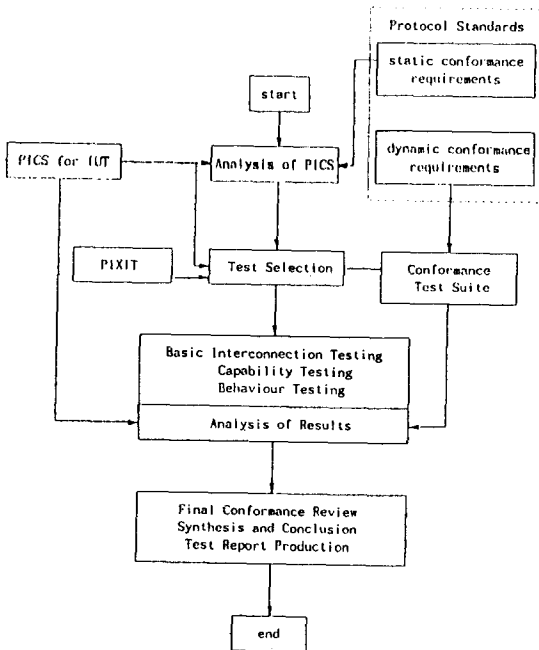 Protocol Standards
static conformance
requirements
start
dynamic conformance
requirements
PICS for IUT
Analysis of PICS
PIXIT
Test Selection
Conformance
Test Suite
Basic Interconnection Testing
Capability Testing
Behaviour Testing
Analysis of Results
Final Conformance Review
Synthesis and Conclusion
Test Report Production
end